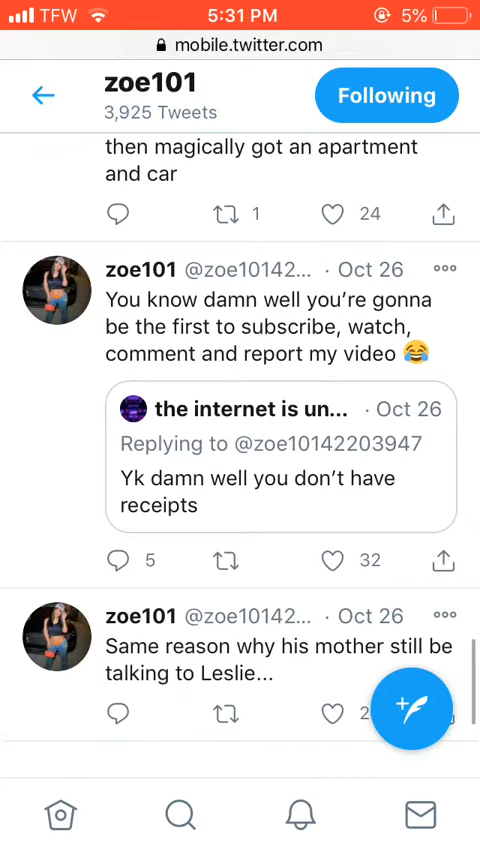 TFW 5:31 PM 5%
mobile.twitter.com
zoe101
3,925 Tweets
Following
then magically got an apartment
and car
1 24
zoe101 @zoe10142... · Oct 26
You know damn well you’re gonna
be the first to subscribe, watch,
comment and report my video 😂
the internet is un... · Oct 26
Replying to @zoe10142203947
Yk damn well you don’t have
receipts
5 32
zoe101 @zoe10142... · Oct 26
Same reason why his mother still be
talking to Leslie...